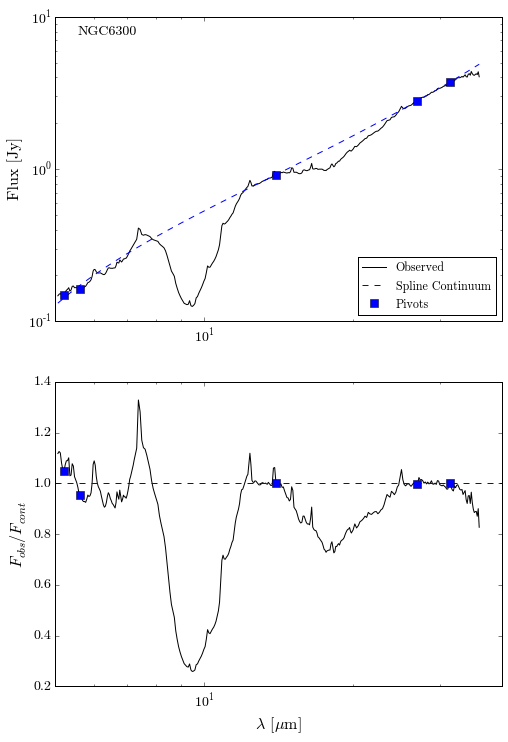 NGC6300
10^1
10^0
10^-1
Flux [Jy]
Observed
Spline Continuum
Pivots
10^1
1.4
1.2
1.0
0.8
0.6
0.4
0.2
F_obs/F_cont
10^1
λ [μm]